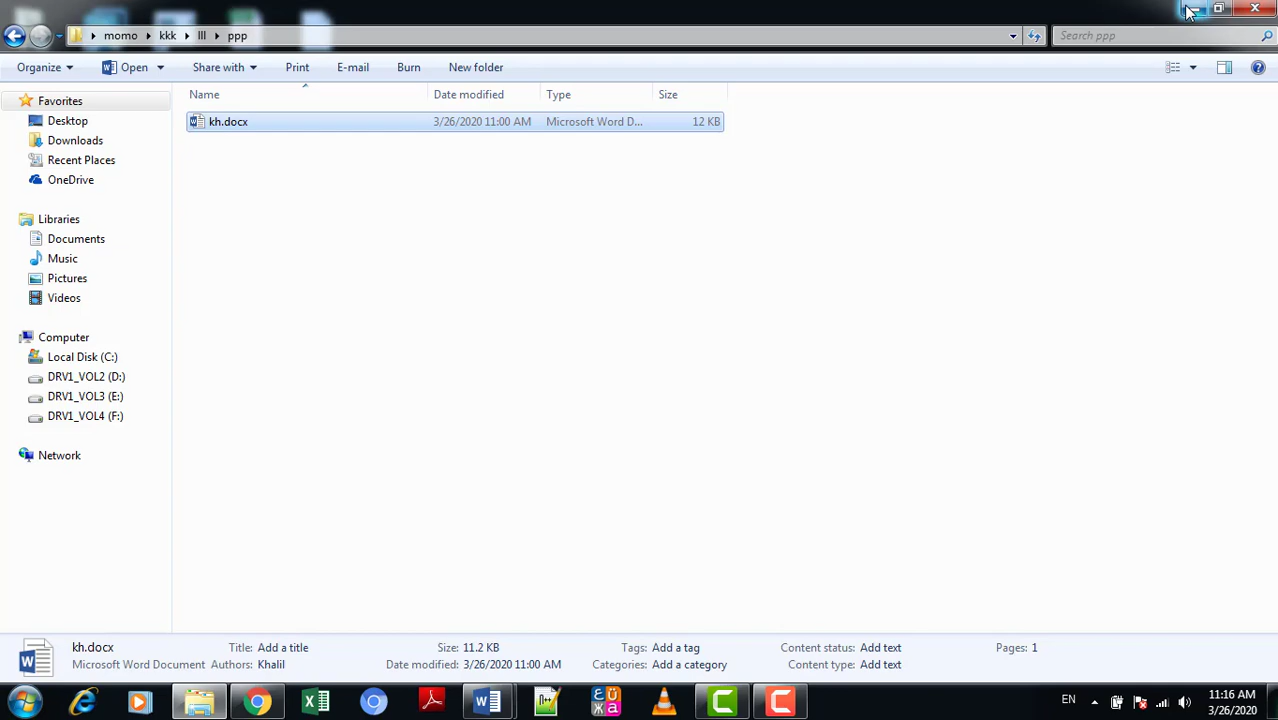 momo kkk lll ppp
Search ppp
Organize Open Share with Print E-mail Burn New folder
Name Date modified Type Size
Favorites
kh.docx 3/26/2020 11:00 AM Microsoft Word D... 12 KB
Desktop
Downloads
Recent Places
OneDrive
Libraries
Documents
Music
Pictures
Videos
Computer
Local Disk (C:)
DRV1_VOL2 (D:)
DRV1_VOL3 (E:)
DRV1_VOL4 (F:)
Network
kh.docx Title: Add a title Size: 11.2 KB Tags: Add a tag Content status: Add text Pages: 1
Microsoft Word Document Authors: Khalil Date modified: 3/26/2020 11:00 AM Categories: Add a category Content type: Add text
EN
11:16 AM
3/26/2020